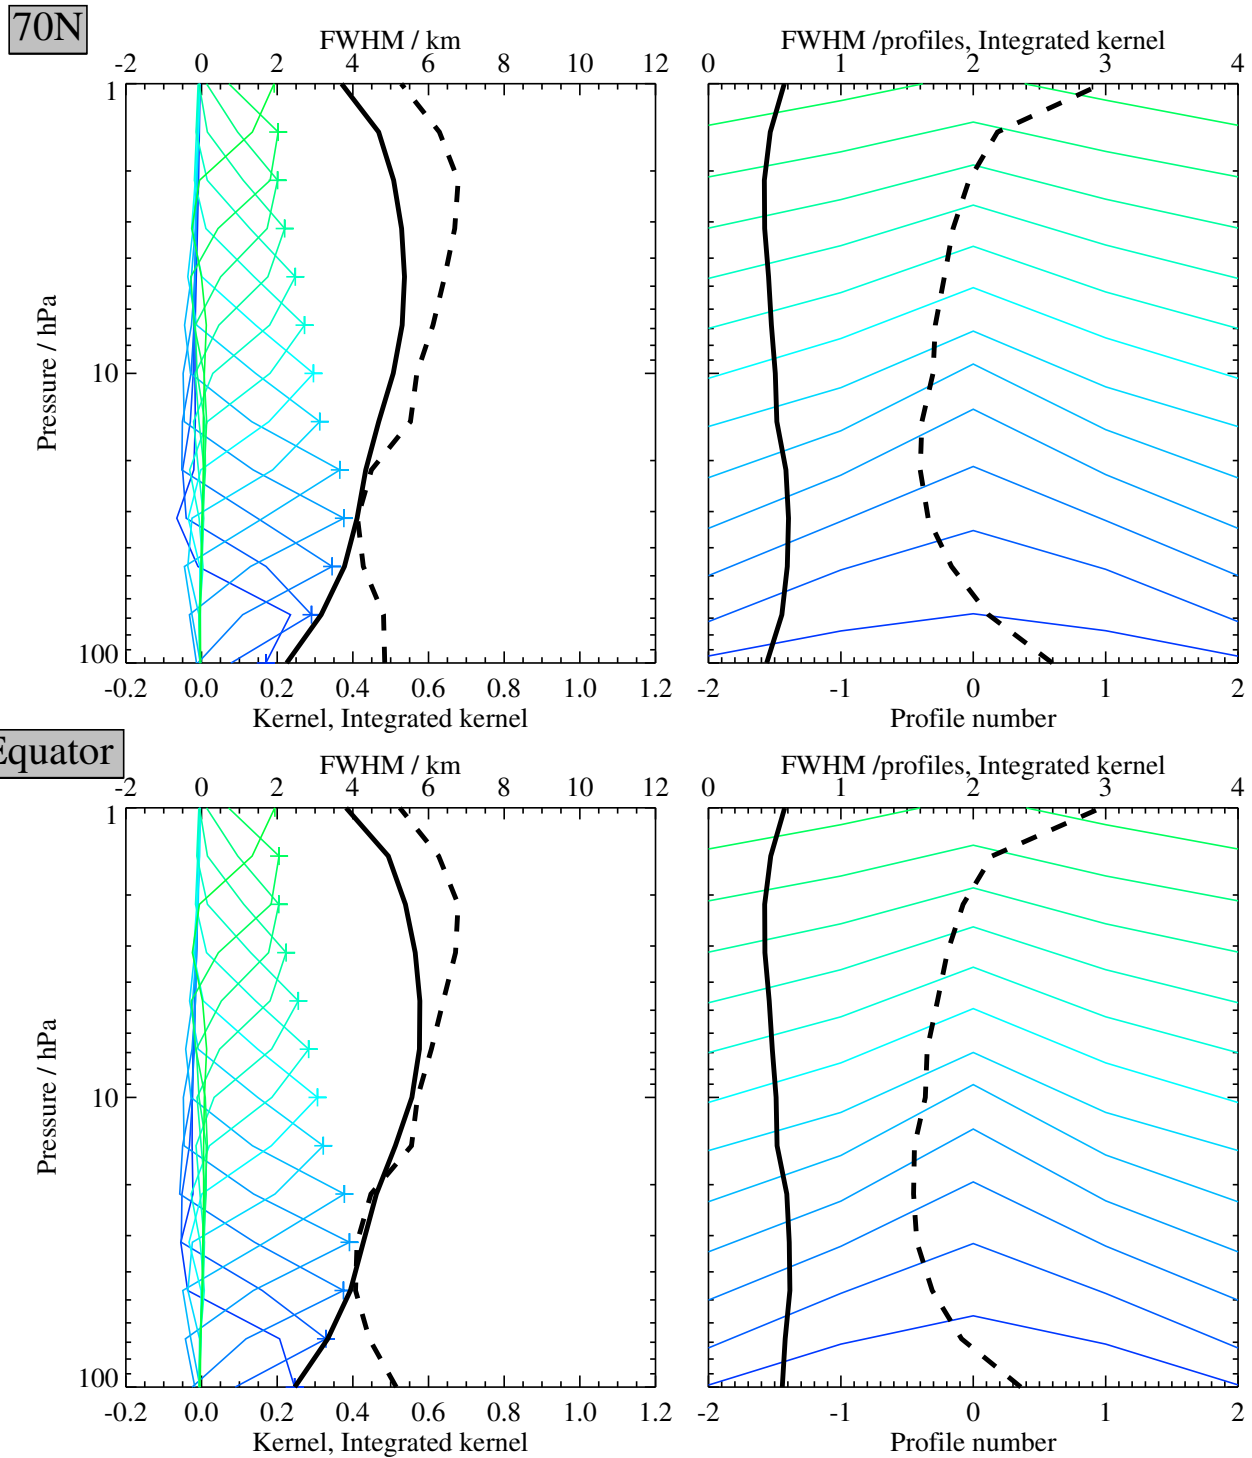 70N
FWHM / km
-2 0 2 4 6 8 10 12
1
10
100
Pressure / hPa
-0.2 0.0 0.2 0.4 0.6 0.8 1.0 1.2
Kernel, Integrated kernel
FWHM /profiles, Integrated kernel
0 1 2 3 4
-2 -1 0 1 2
Profile number
Equator
FWHM / km
-2 0 2 4 6 8 10 12
1
10
100
Pressure / hPa
-0.2 0.0 0.2 0.4 0.6 0.8 1.0 1.2
Kernel, Integrated kernel
FWHM /profiles, Integrated kernel
0 1 2 3 4
-2 -1 0 1 2
Profile number